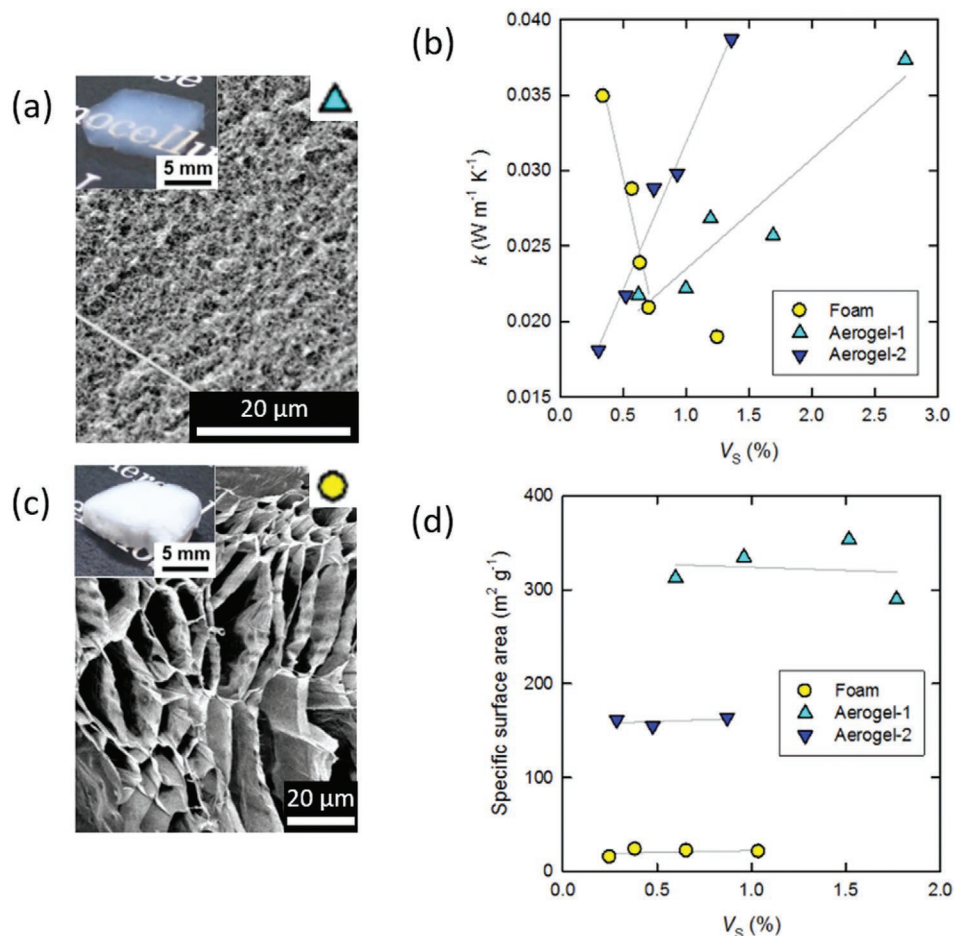 (a)
se
nocellu
5 mm
20 μm
(b)
0.040
0.035
0.030
0.025
0.020
0.015
k (W m⁻¹ K⁻¹)
0.0 0.5 1.0 1.5 2.0 2.5 3.0
V_S (%)
Foam
Aerogel-1
Aerogel-2
(c)
5 mm
20 μm
(d)
400
300
200
100
0
Specific surface area (m² g⁻¹)
0.0 0.5 1.0 1.5 2.0
V_S (%)
Foam
Aerogel-1
Aerogel-2